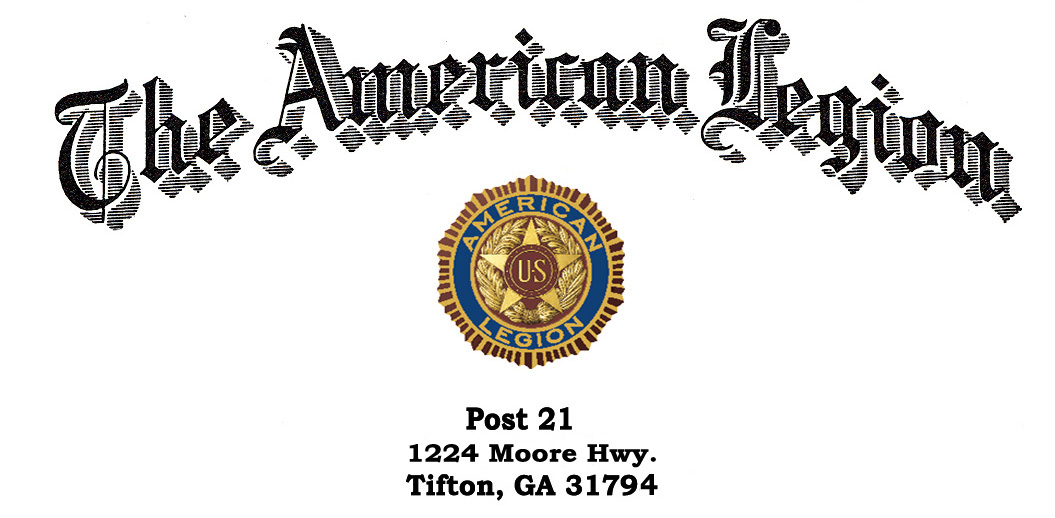 The American Legion
AMERICAN
U·S
LEGION
Post 21
1224 Moore Hwy.
Tifton, GA 31794